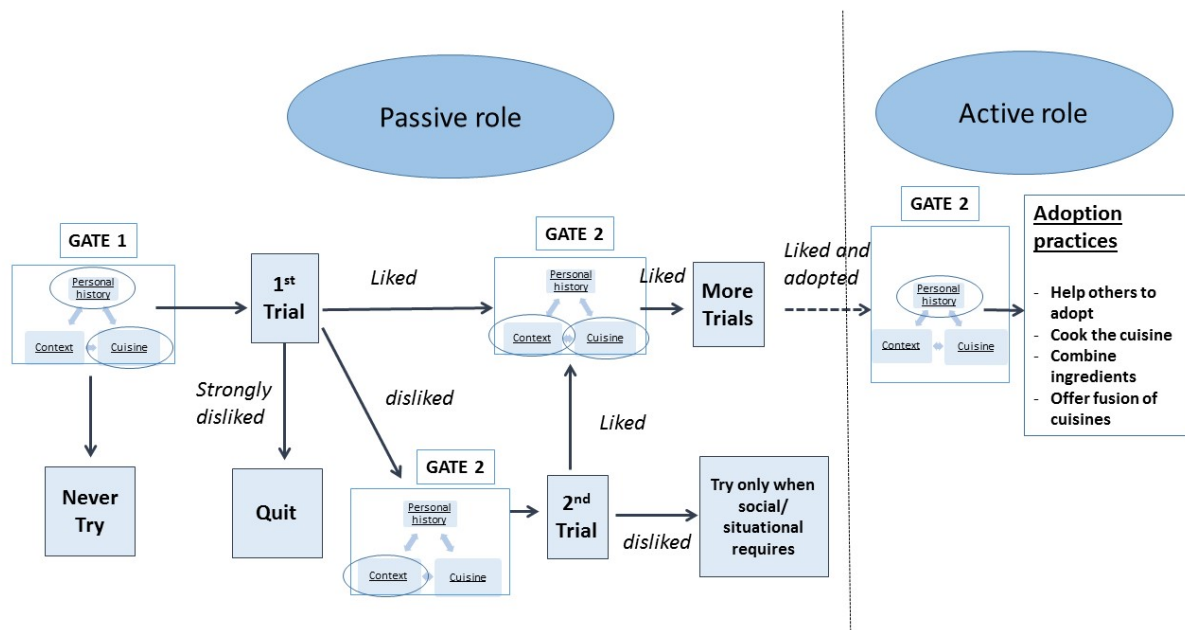 Passive role
Active role
GATE 1
Personal
history
Context
Cuisine
1st
Trial
Liked
GATE 2
Personal
history
Context
Cuisine
Liked
More
Trials
Liked and
adopted
GATE 2
Personal
history
Context
Cuisine
Adoption
practices
- Help others to
adopt
- Cook the cuisine
- Combine
ingredients
- Offer fusion of
cuisines
Strongly
disliked
disliked
Liked
Never
Try
Quit
GATE 2
Personal
history
Context
Cuisine
2nd
Trial
disliked
Try only when
social/
situational
requires